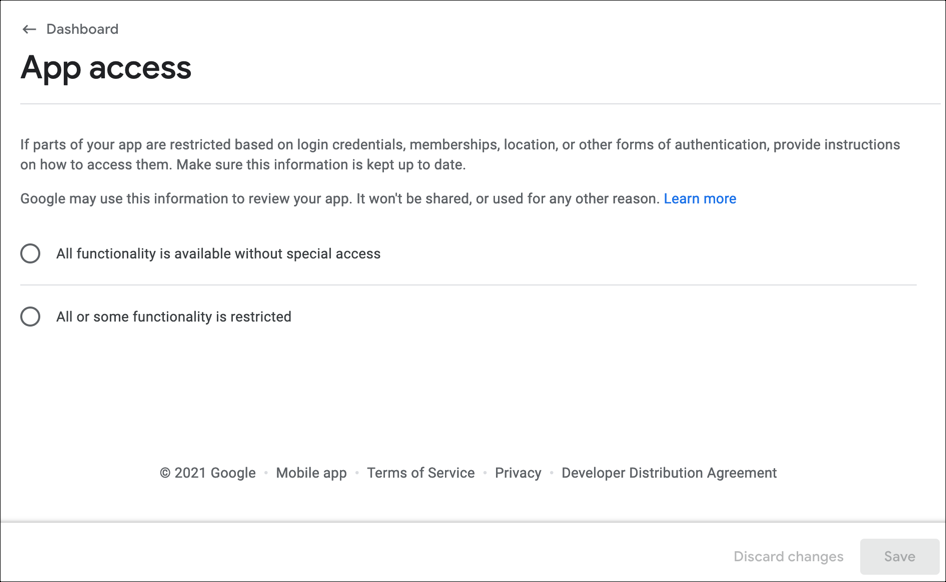 ← Dashboard
App access
If parts of your app are restricted based on login credentials, memberships, location, or other forms of authentication, provide instructions
on how to access them. Make sure this information is kept up to date.
Google may use this information to review your app. It won't be shared, or used for any other reason. Learn more
All functionality is available without special access
All or some functionality is restricted
© 2021 Google • Mobile app • Terms of Service • Privacy • Developer Distribution Agreement
Discard changes Save